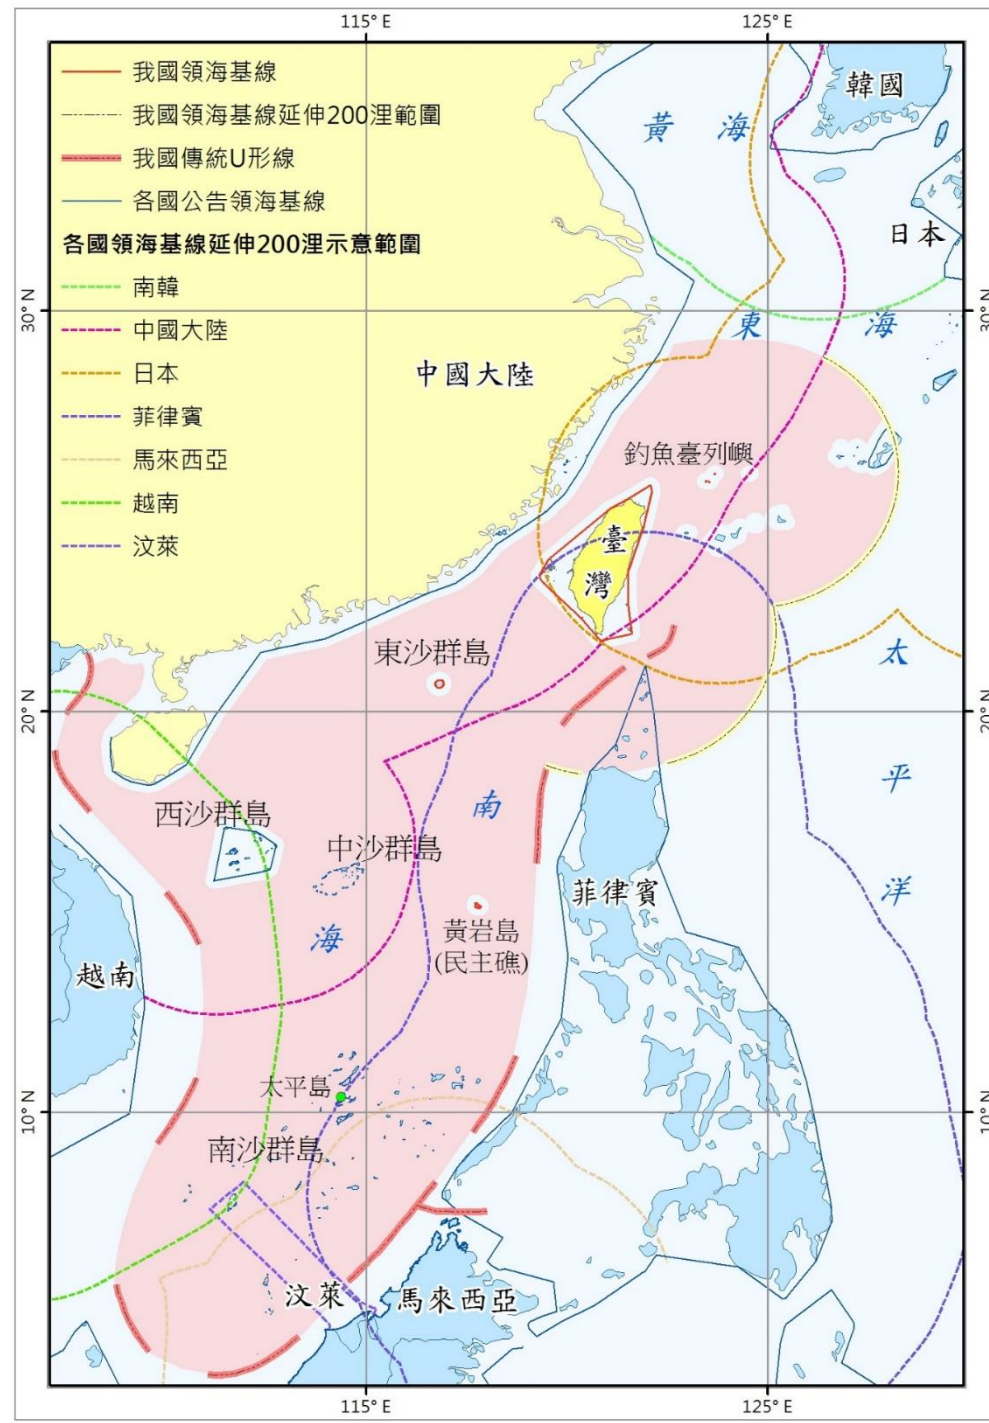 115° E
125° E
我國領海基線
我國領海基線延伸200浬範圍
我國傳統U形線
各國公告領海基線
各國領海基線延伸200浬示意範圍
南韓
中國大陸
日本
菲律賓
馬來西亞
越南
汶萊
韓國
黃海
日本
30° N
30° N
東海
中國大陸
釣魚臺列嶼
臺灣
東沙群島
太平洋
20° N
20° N
西沙群島
中沙群島
南海
菲律賓
黃岩島
(民主礁)
越南
太平島
10° N
10° N
南沙群島
汶萊
馬來西亞
115° E
125° E